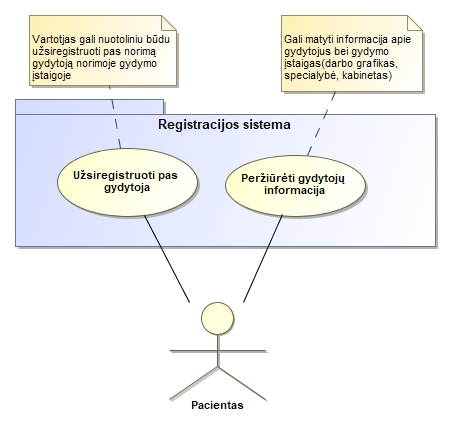 Vartotjas gali nuotoliniu būdu
užsiregistruoti pas norimą
gydytoją norimoje gydymo
įstaigoje
Gali matyti informacija apie
gydytojus bei gydymo
įstaigas(darbo grafikas,
specialybė, kabinetas)
Registracijos sistema
Užsiregistruoti pas
gydytoja
Peržiūrėti gydytojų
informacija
Pacientas